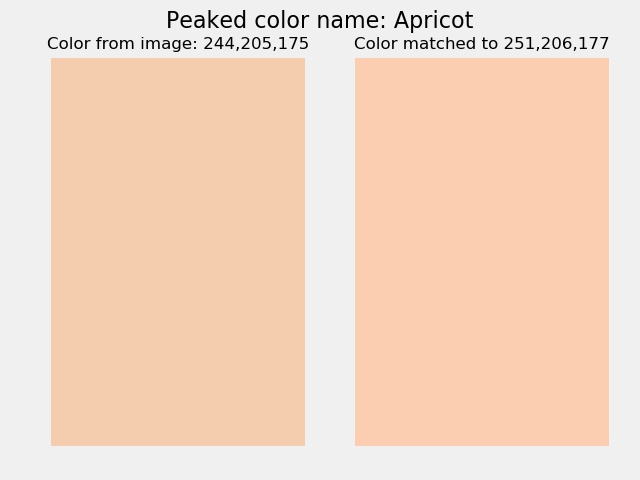 Peaked color name: Apricot
Color from image: 244,205,175
Color matched to 251,206,177